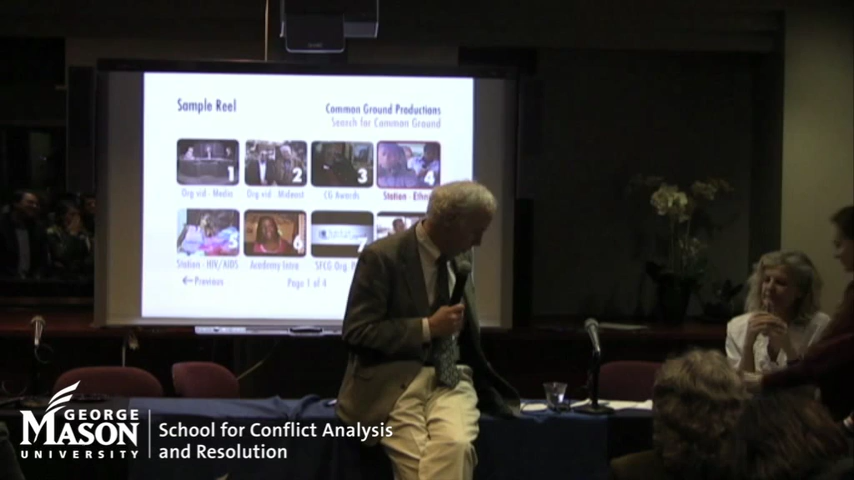 Sample Reel
Common Ground Productions
Search for Common Ground
1
2
3
4
Org vid - Media
Org vid - Mideast
CG Awards
Station - Ethni
5
6
7
Station - HIV/AIDS
Academy Intro
SFCG Org
Previous
Page 1 of 4
GEORGE
MASON
UNIVERSITY
School for Conflict Analysis
and Resolution